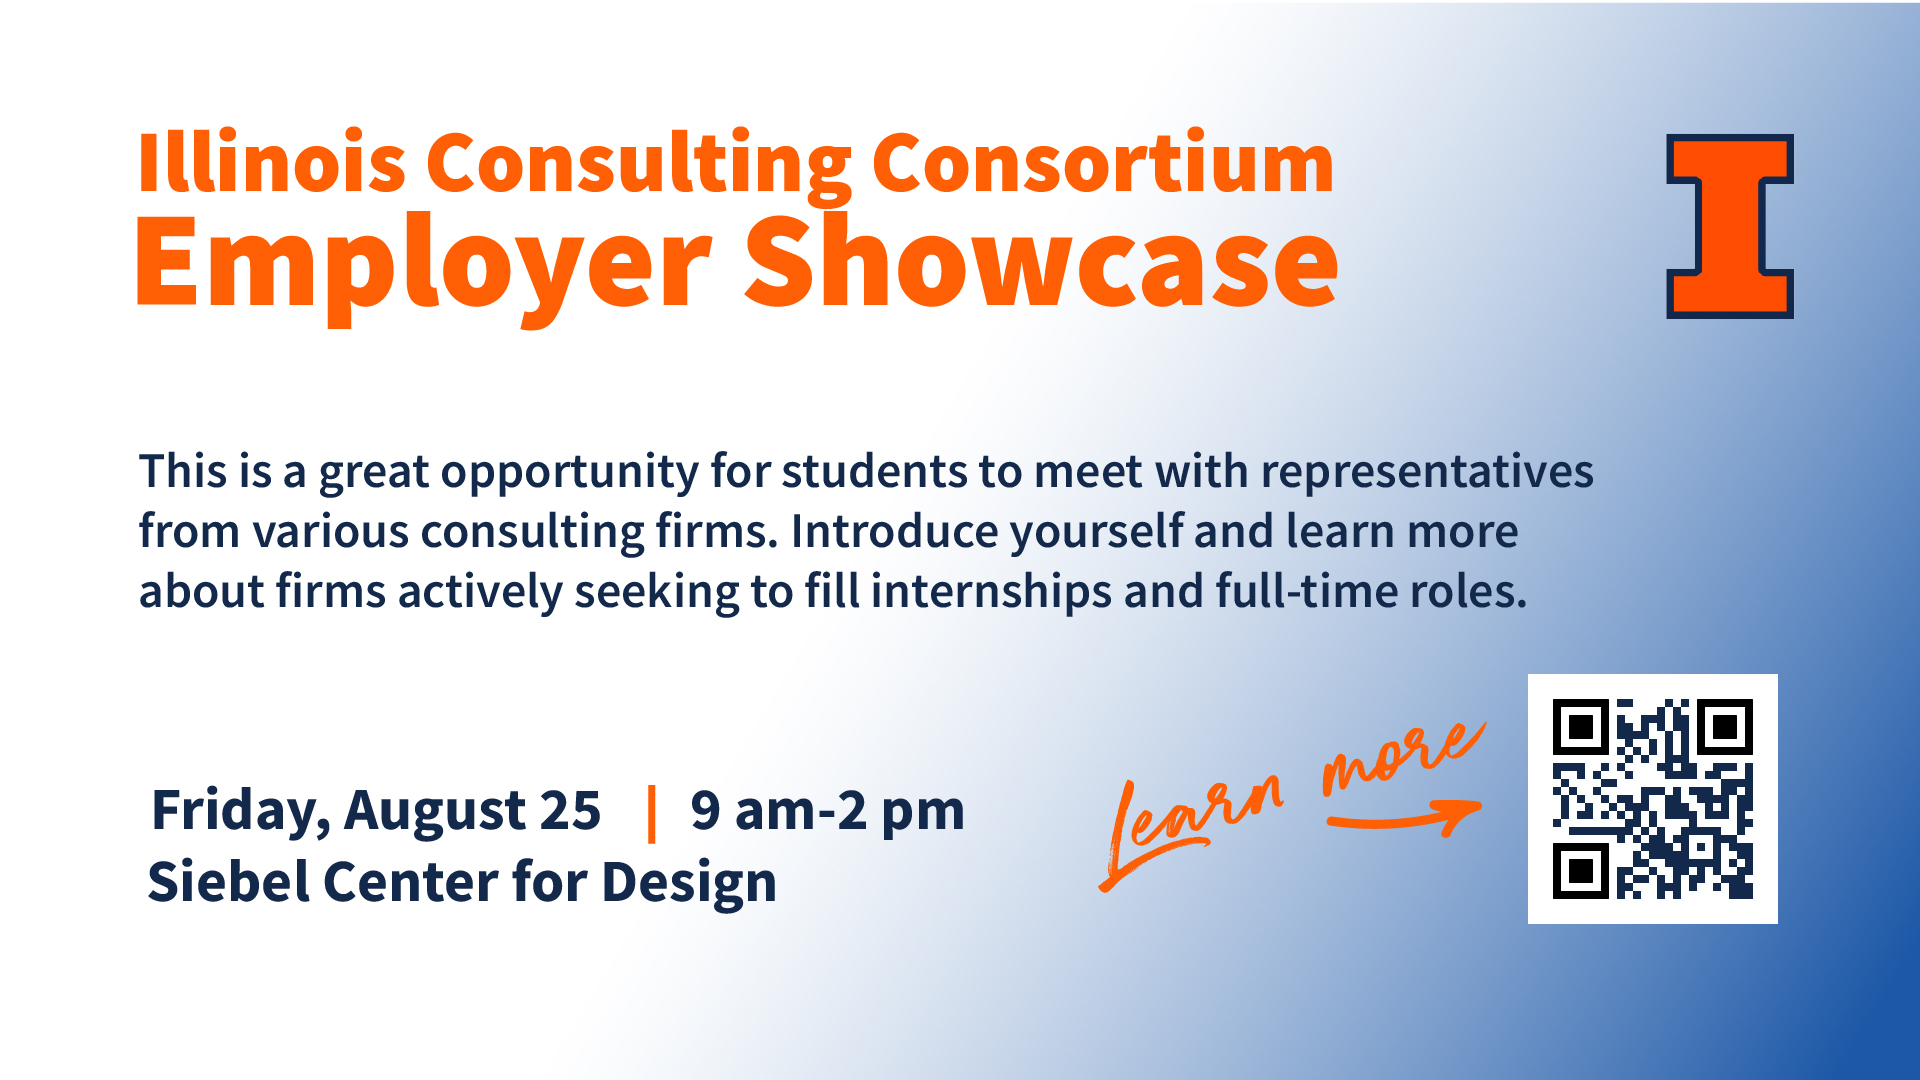 Illinois Consulting Consortium
Employer Showcase
I
This is a great opportunity for students to meet with representatives
from various consulting firms. Introduce yourself and learn more
about firms actively seeking to fill internships and full-time roles.
Friday, August 25 | 9 am-2 pm
Siebel Center for Design
Learn more